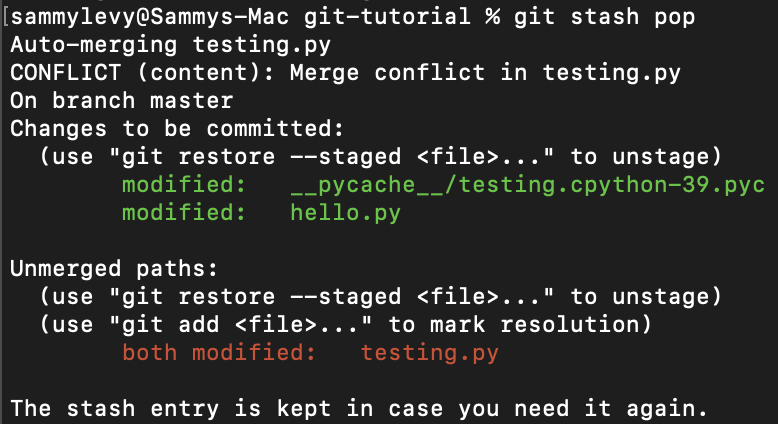 [sammylevy@Sammys-Mac git-tutorial % git stash pop
Auto-merging testing.py
CONFLICT (content): Merge conflict in testing.py
On branch master
Changes to be committed:
  (use "git restore --staged <file>..." to unstage)
        modified:   __pycache__/testing.cpython-39.pyc
        modified:   hello.py

Unmerged paths:
  (use "git restore --staged <file>..." to unstage)
  (use "git add <file>..." to mark resolution)
        both modified:   testing.py

The stash entry is kept in case you need it again.